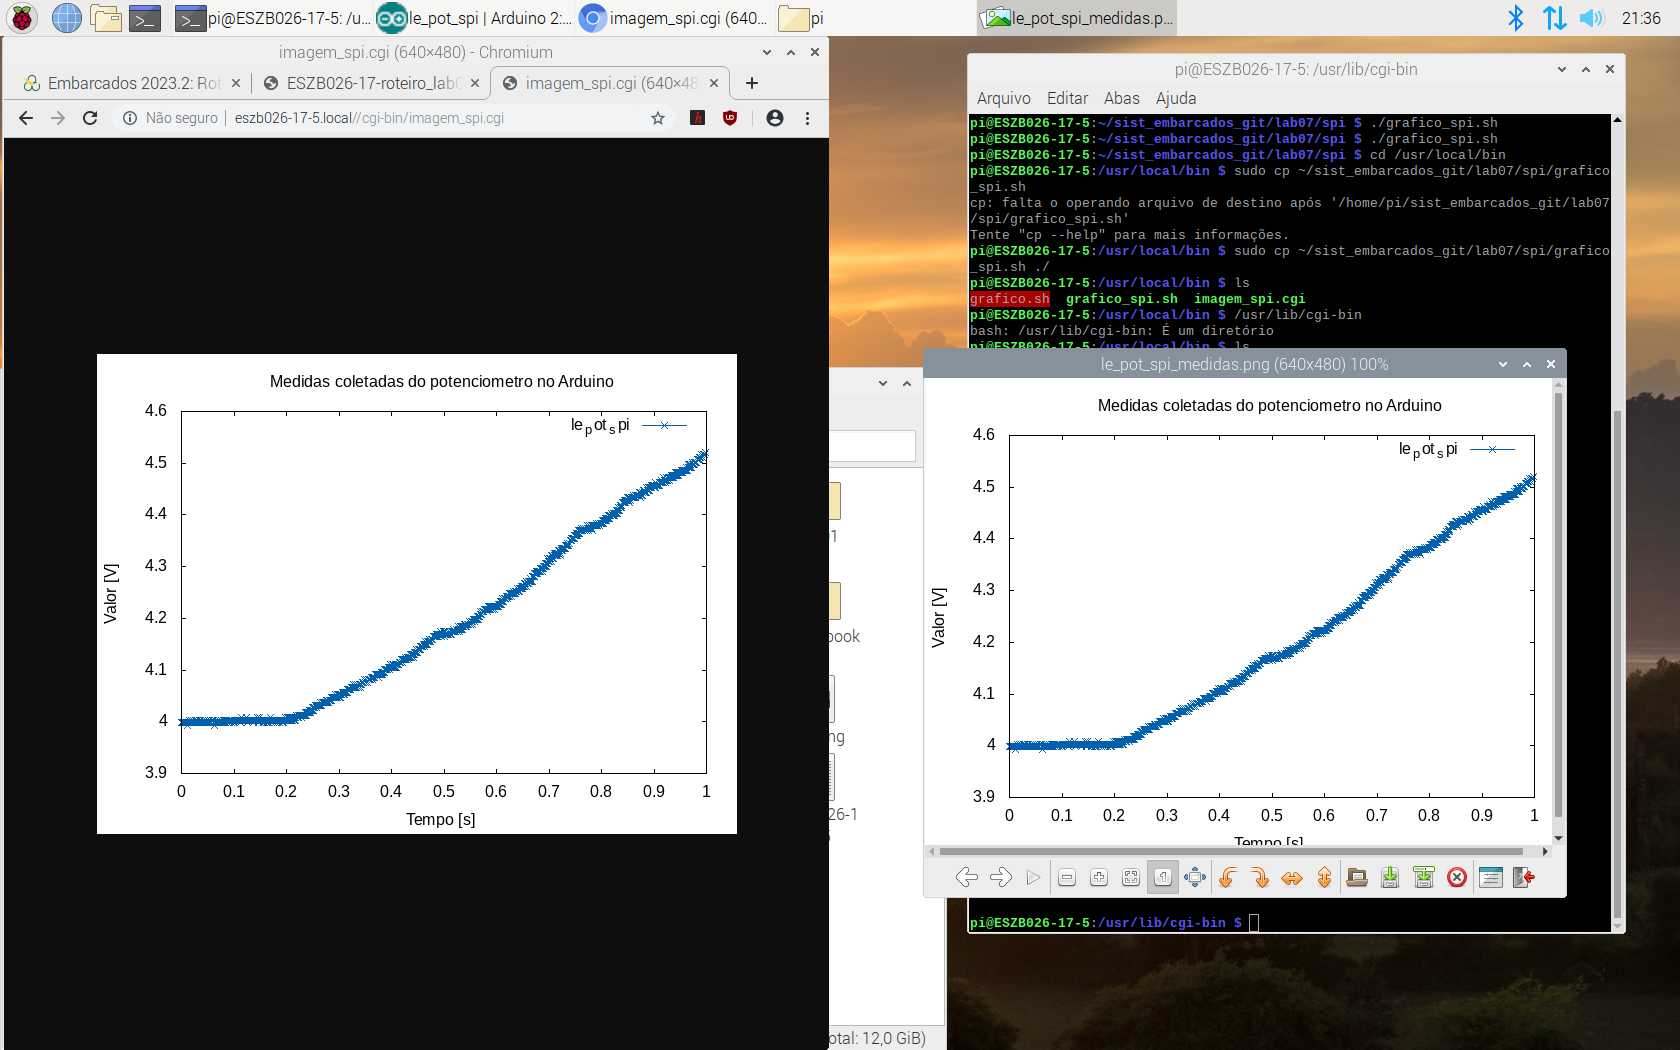 pi@ESZB026-17-5: /u...
le_pot_spi | Arduino 2:...
imagem_spi.cgi (640...
pi
le_pot_spi_medidas.p...
21:36
imagem_spi.cgi (640×480) - Chromium
Embarcados 2023.2: Rot
ESZB026-17-roteiro_lab
imagem_spi.cgi (640×48
Não seguro
eszb026-17-5.local//cgi-bin/imagem_spi.cgi
Medidas coletadas do potenciometro no Arduino
le_pot_spi
4.6
4.5
4.4
4.3
4.2
4.1
4
3.9
Valor [V]
0 0.1 0.2 0.3 0.4 0.5 0.6 0.7 0.8 0.9 1
Tempo [s]
pi@ESZB026-17-5: /usr/lib/cgi-bin
Arquivo Editar Abas Ajuda
pi@ESZB026-17-5:~/sist_embarcados_git/lab07/spi $ ./grafico_spi.sh
pi@ESZB026-17-5:~/sist_embarcados_git/lab07/spi $ ./grafico_spi.sh
pi@ESZB026-17-5:~/sist_embarcados_git/lab07/spi $ cd /usr/local/bin
pi@ESZB026-17-5:/usr/local/bin $ sudo cp ~/sist_embarcados_git/lab07/spi/grafico
_spi.sh
cp: falta o operando arquivo de destino após '/home/pi/sist_embarcados_git/lab07
/spi/grafico_spi.sh'
Tente "cp --help" para mais informações.
pi@ESZB026-17-5:/usr/local/bin $ sudo cp ~/sist_embarcados_git/lab07/spi/grafico
_spi.sh ./
pi@ESZB026-17-5:/usr/local/bin $ ls
grafico.sh grafico_spi.sh imagem_spi.cgi
pi@ESZB026-17-5:/usr/local/bin $ /usr/lib/cgi-bin
bash: /usr/lib/cgi-bin: É um diretório
pi@ESZB026-17-5:/usr/local/bin $ ls
le_pot_spi_medidas.png (640x480) 100%
Medidas coletadas do potenciometro no Arduino
le_pot_spi
4.6
4.5
4.4
4.3
4.2
4.1
4
3.9
Valor [V]
0 0.1 0.2 0.3 0.4 0.5 0.6 0.7 0.8 0.9 1
Tempo [s]
pi@ESZB026-17-5:/usr/lib/cgi-bin $
book
ng
26-1
otal: 12,0 GiB)